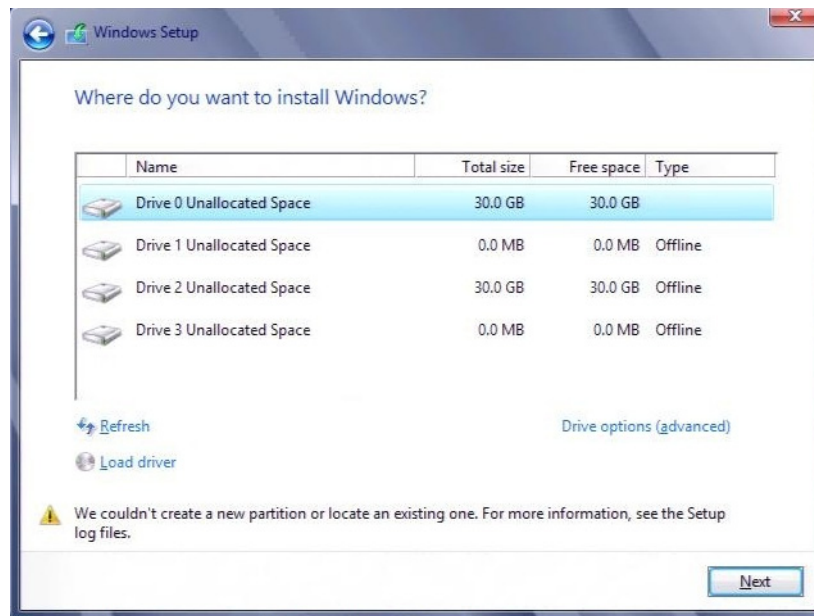 Windows Setup
Where do you want to install Windows?
Name Total size Free space Type
Drive 0 Unallocated Space 30.0 GB 30.0 GB
Drive 1 Unallocated Space 0.0 MB 0.0 MB Offline
Drive 2 Unallocated Space 30.0 GB 30.0 GB Offline
Drive 3 Unallocated Space 0.0 MB 0.0 MB Offline
Refresh Drive options (advanced)
Load driver
We couldn't create a new partition or locate an existing one. For more information, see the Setup
log files.
Next